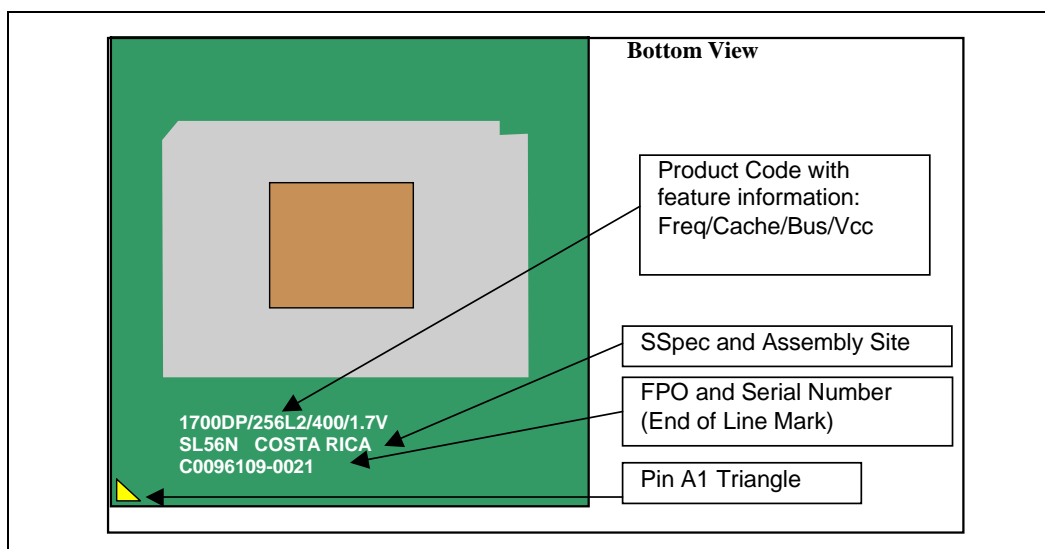 Bottom View
Product Code with
feature information:
Freq/Cache/Bus/Vcc
SSpec and Assembly Site
FPO and Serial Number
(End of Line Mark)
Pin A1 Triangle
1700DP/256L2/400/1.7V
SL56N COSTA RICA
C0096109-0021